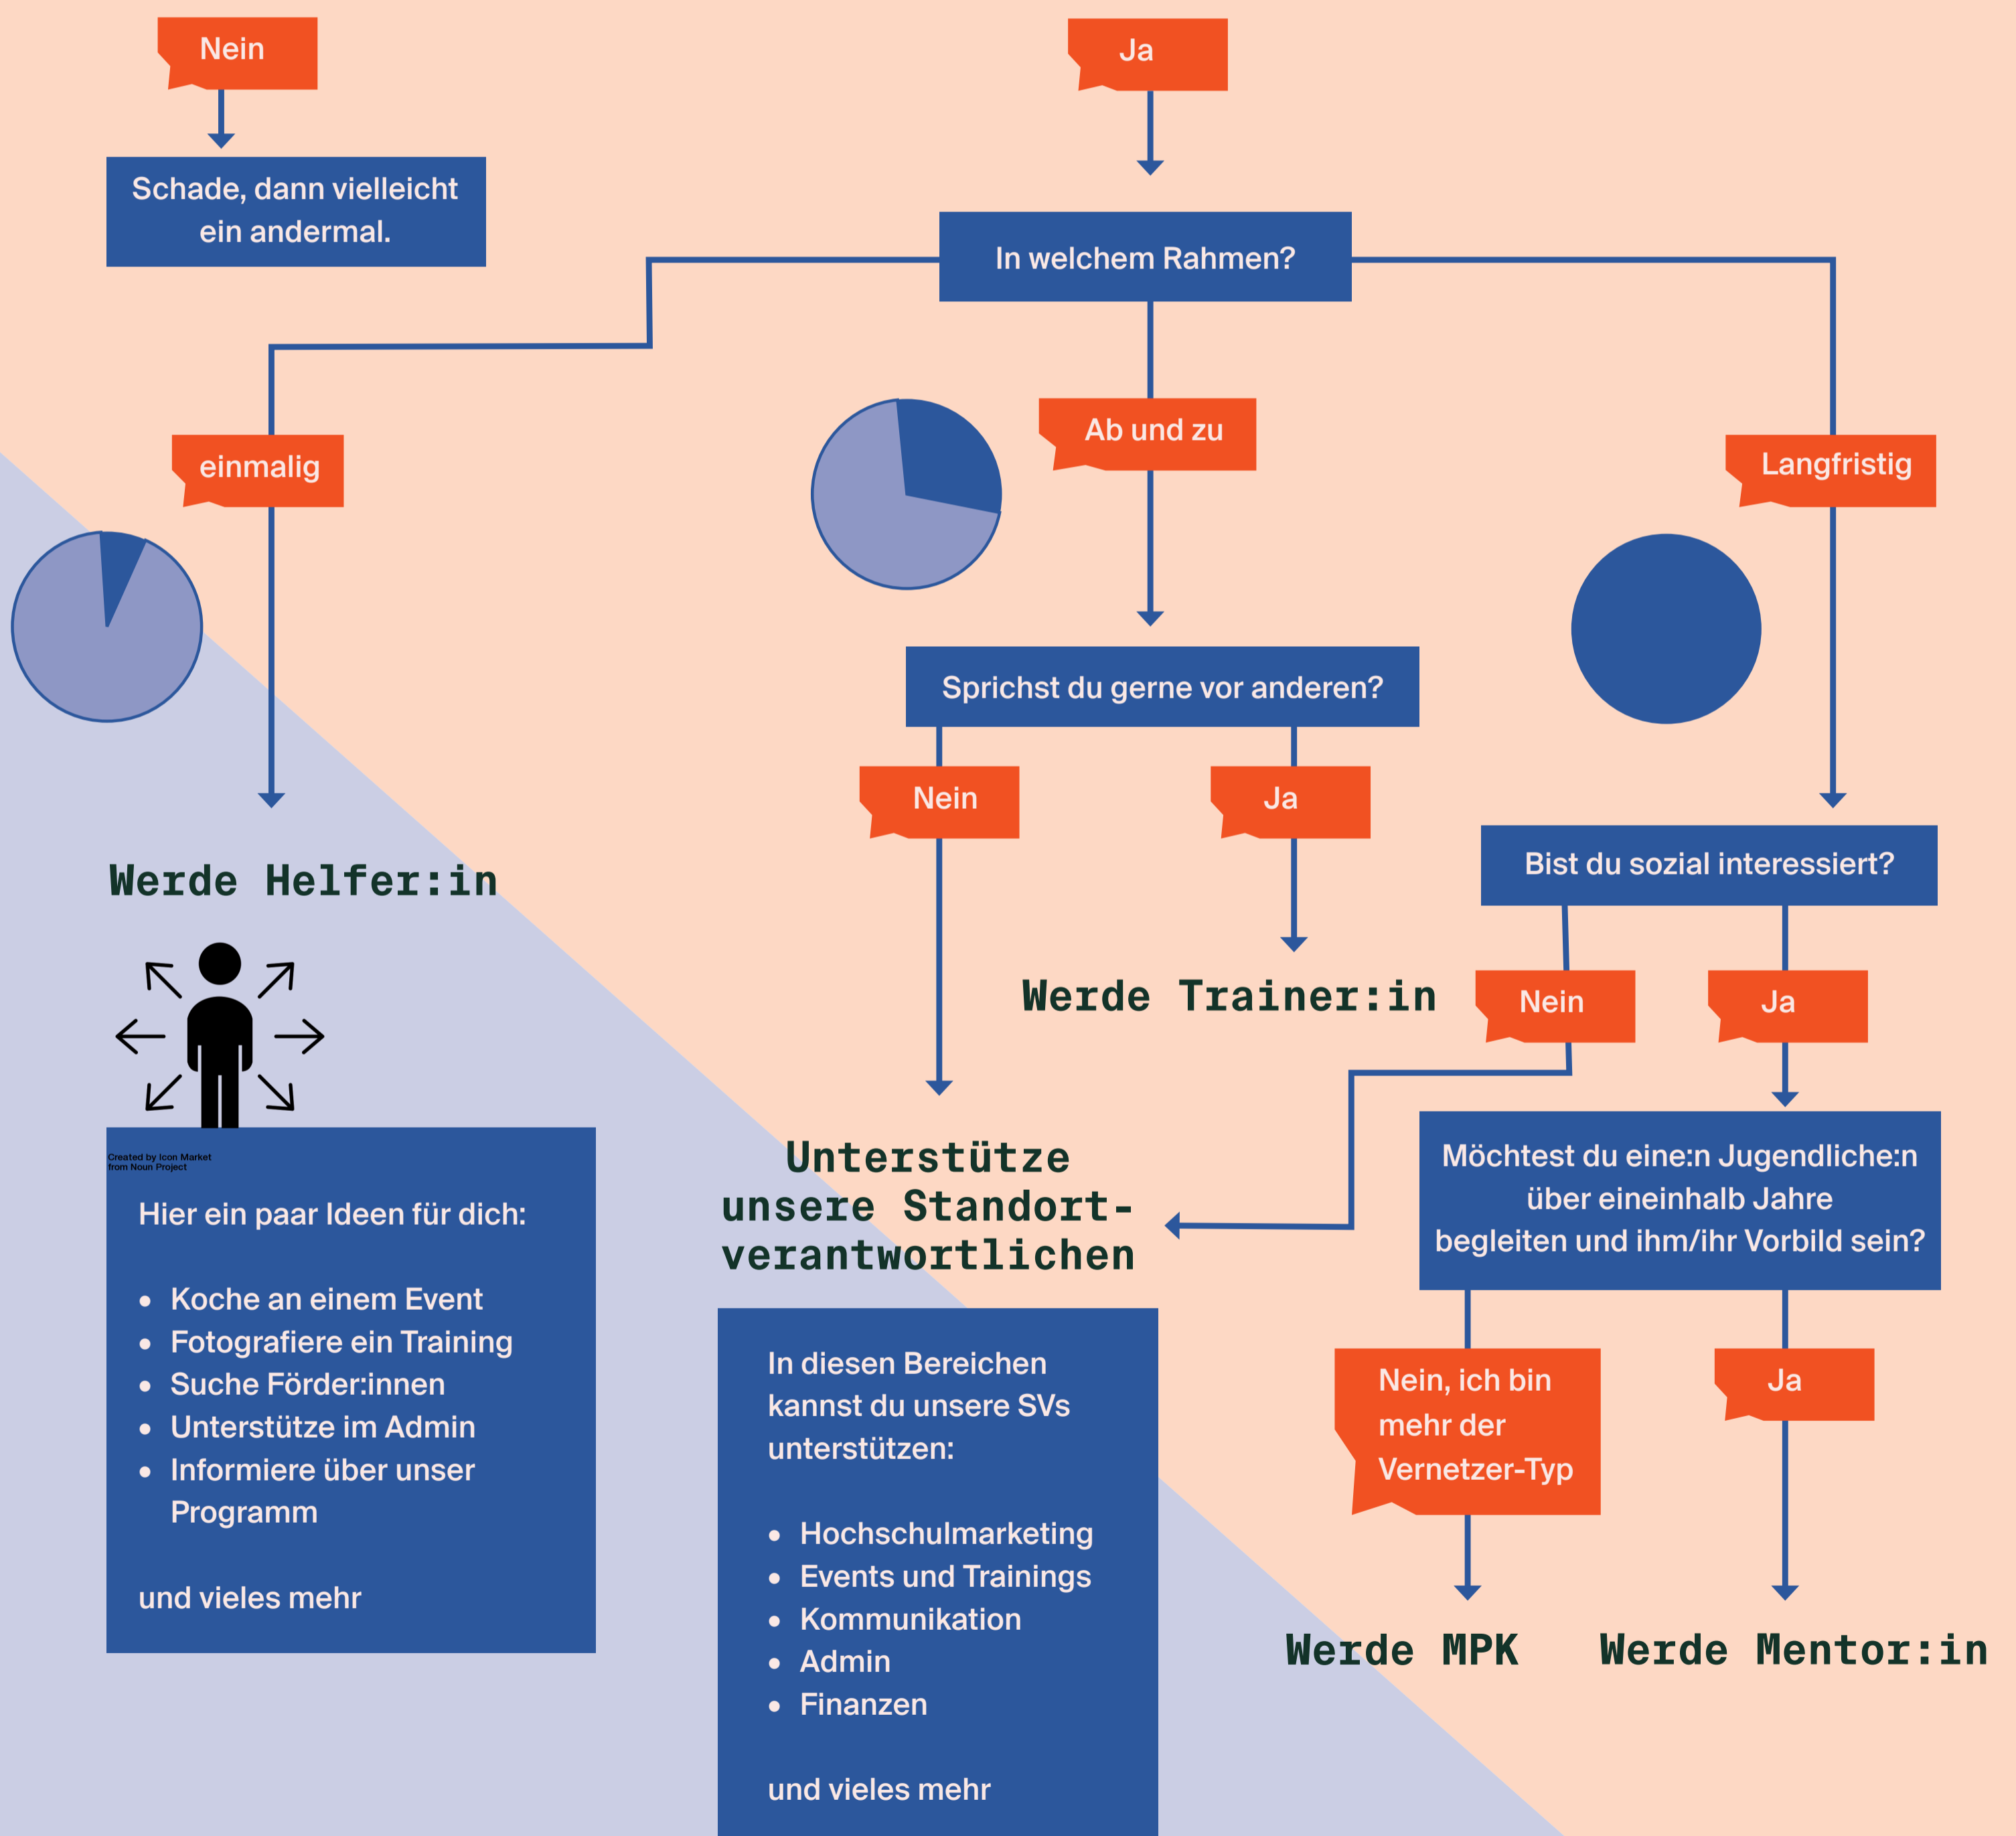 Nein
Ja
Schade, dann vielleicht
ein andermal.
In welchem Rahmen?
einmalig
Ab und zu
Langfristig
Sprichst du gerne vor anderen?
Nein
Ja
Bist du sozial interessiert?
Werde Helfer:in
Werde Trainer:in
Nein
Ja
Created by Icon Market
from Noun Project
Hier ein paar Ideen für dich:
• Koche an einem Event
• Fotografiere ein Training
• Suche Förder:innen
• Unterstütze im Admin
• Informiere über unser
Programm
und vieles mehr
Unterstütze
unsere Standort-
verantwortlichen
In diesen Bereichen
kannst du unsere SVs
unterstützen:
• Hochschulmarketing
• Events und Trainings
• Kommunikation
• Admin
• Finanzen
und vieles mehr
Möchtest du eine:n Jugendliche:n
über eineinhalb Jahre
begleiten und ihm/ihr Vorbild sein?
Nein, ich bin
mehr der
Vernetzer-Typ
Ja
Werde MPK
Werde Mentor:in